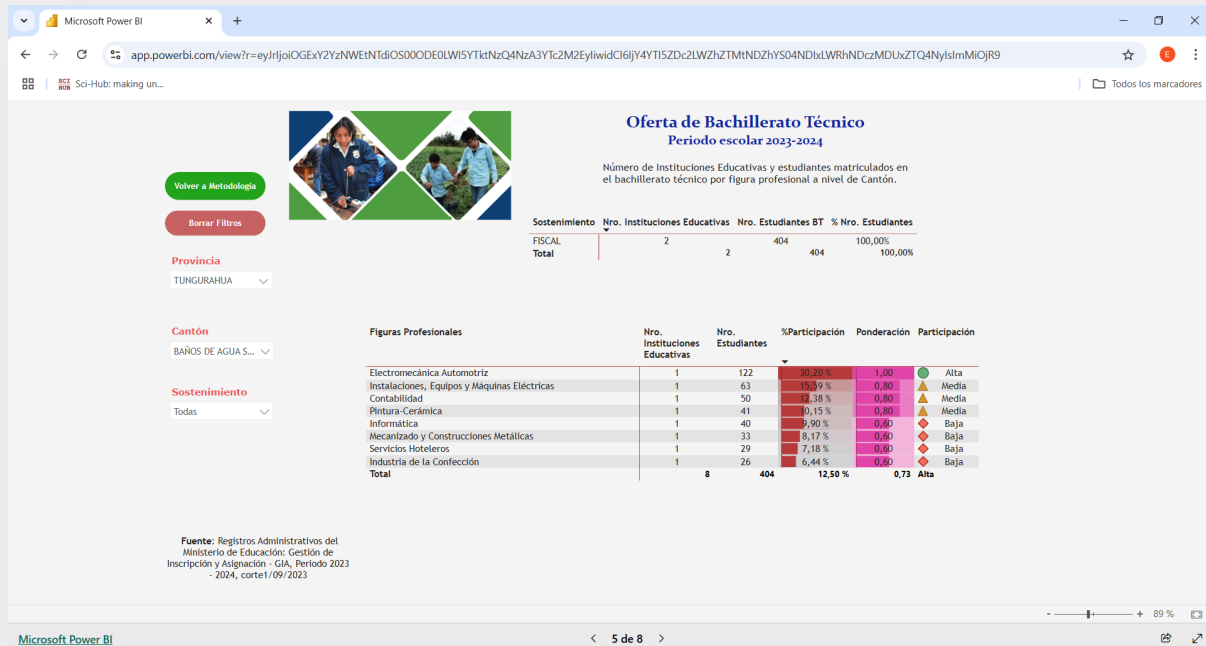 Microsoft Power BI
app.powerbi.com/view?r=eyJrIjoiOGExY2YzNWEtNTdiOS00ODE0LWI5YTktNzQ4NzA3YTc2M2EyIiwidCI6IjY4YTI5ZDc2LWZhZTMtNDZhYS04NDIxLWRhNDczMDUxZTQ4NyIsImMiOjR9
E
SCI HUB Sci-Hub: making un...
Todos los marcadores
Oferta de Bachillerato Técnico
Periodo escolar 2023-2024
Número de Instituciones Educativas y estudiantes matriculados en
el bachillerato técnico por figura profesional a nivel de Cantón.
Volver a Metodología
Borrar Filtros
Sostenimiento Nro. Instituciones Educativas Nro. Estudiantes BT % Nro. Estudiantes
FISCAL 2 404 100,00%
Total 2 404 100,00%
Provincia
TUNGURAHUA
Cantón
BAÑOS DE AGUA S...
Sostenimiento
Todas
Figuras Profesionales Nro. Instituciones Educativas Nro. Estudiantes %Participación Ponderación Participación
Electromecánica Automotriz 1 122 30,20 % 1,00 Alta
Instalaciones, Equipos y Máquinas Eléctricas 1 63 15,59 % 0,80 Media
Contabilidad 1 50 12,38 % 0,80 Media
Pintura-Cerámica 1 41 10,15 % 0,80 Media
Informática 1 40 9,90 % 0,60 Baja
Mecanizado y Construcciones Metálicas 1 33 8,17 % 0,60 Baja
Servicios Hoteleros 1 29 7,18 % 0,60 Baja
Industria de la Confección 1 26 6,44 % 0,60 Baja
Total 8 404 12,50 % 0,73 Alta
Fuente: Registros Administrativos del
Ministerio de Educación: Gestión de
Inscripción y Asignación - GIA, Periodo 2023
- 2024, corte1/09/2023
- + 89 %
Microsoft Power BI
5 de 8